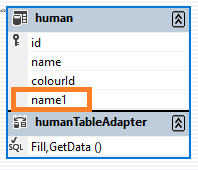 human
id
name
colourId
name1
humanTableAdapter
SQL Fill,GetData ()